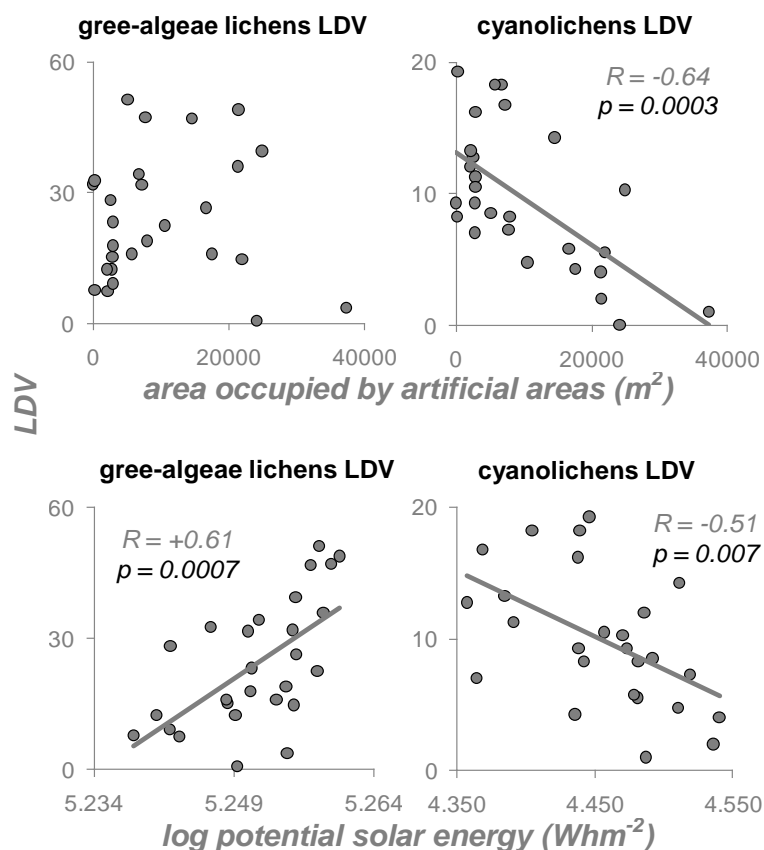 gree-algeae lichens LDV
cyanolichens LDV
60
30
0
0
20000
40000
20
10
0
0
20000
40000
R = -0.64
p = 0.0003
area occupied by artificial areas (m²)
LDV
gree-algeae lichens LDV
cyanolichens LDV
60
30
0
5.234
5.249
5.264
R = +0.61
p = 0.0007
20
10
0
4.350
4.450
4.550
R = -0.51
p = 0.007
log potential solar energy (Whm⁻²)